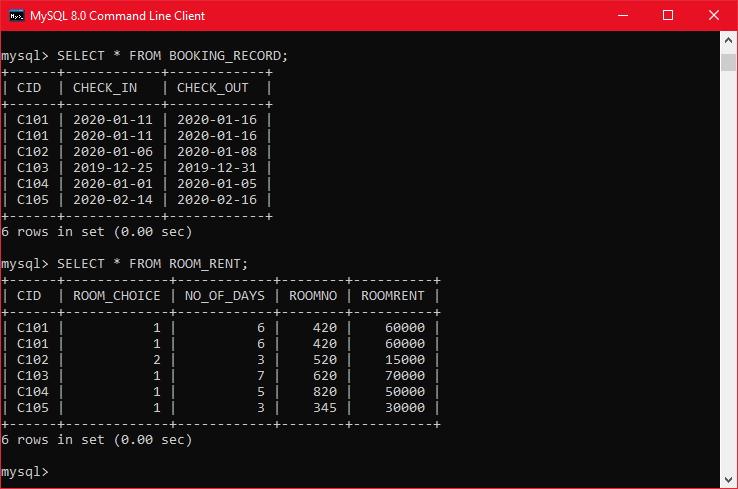 MySQL 8.0 Command Line Client
mysql> SELECT * FROM BOOKING_RECORD;
+------+------------+------------+
| CID  | CHECK_IN   | CHECK_OUT  |
+------+------------+------------+
| C101 | 2020-01-11 | 2020-01-16 |
| C101 | 2020-01-11 | 2020-01-16 |
| C102 | 2020-01-06 | 2020-01-08 |
| C103 | 2019-12-25 | 2019-12-31 |
| C104 | 2020-01-01 | 2020-01-05 |
| C105 | 2020-02-14 | 2020-02-16 |
+------+------------+------------+
6 rows in set (0.00 sec)
mysql> SELECT * FROM ROOM_RENT;
+------+-------------+------------+--------+----------+
| CID  | ROOM_CHOICE | NO_OF_DAYS | ROOMNO | ROOMRENT |
+------+-------------+------------+--------+----------+
| C101 |           1 |          6 |    420 |    60000 |
| C101 |           1 |          6 |    420 |    60000 |
| C102 |           2 |          3 |    520 |    15000 |
| C103 |           1 |          7 |    620 |    70000 |
| C104 |           1 |          5 |    820 |    50000 |
| C105 |           1 |          3 |    345 |    30000 |
+------+-------------+------------+--------+----------+
6 rows in set (0.00 sec)
mysql>